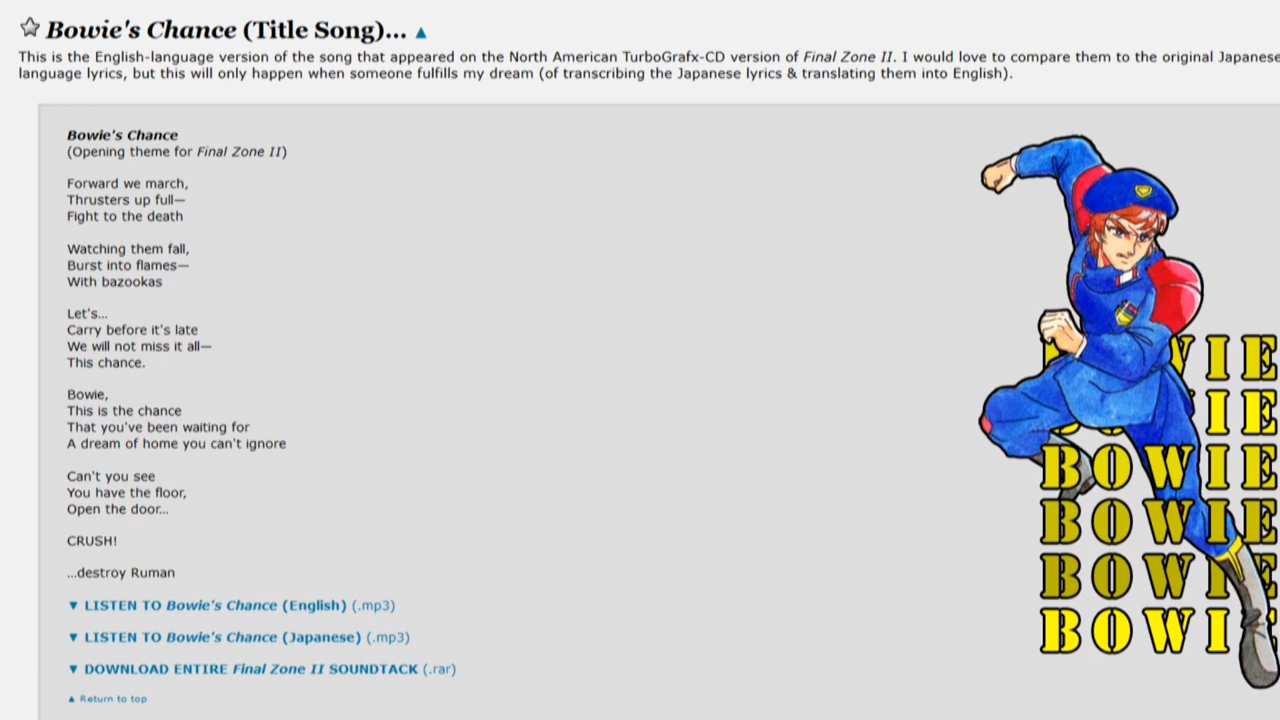 Bowie's Chance (Title Song)... ▲
This is the English-language version of the song that appeared on the North American TurboGrafx-CD version of Final Zone II. I would love to compare them to the original Japanese
language lyrics, but this will only happen when someone fulfills my dream (of transcribing the Japanese lyrics & translating them into English).
Bowie's Chance
(Opening theme for Final Zone II)
Forward we march,
Thrusters up full—
Fight to the death
Watching them fall,
Burst into flames—
With bazookas
Let's...
Carry before it's late
We will not miss it all—
This chance.
Bowie,
This is the chance
That you've been waiting for
A dream of home you can't ignore
Can't you see
You have the floor,
Open the door...
CRUSH!
...destroy Ruman
▼ LISTEN TO Bowie's Chance (English) (.mp3)
▼ LISTEN TO Bowie's Chance (Japanese) (.mp3)
▼ DOWNLOAD ENTIRE Final Zone II SOUNDTACK (.rar)
▲ Return to top
WIE
IE
BOWIE
BOWIE
BOWIE
BOWI